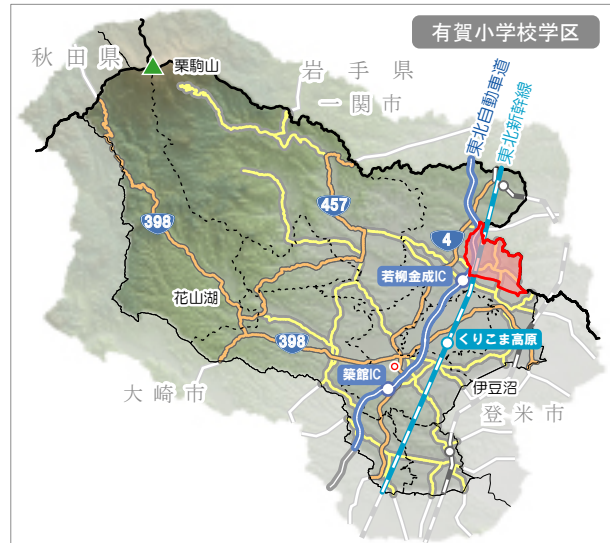 有賀小学校学区
秋田県
栗駒山
岩手県
一関市
東北自動車道
東北新幹線
457
398
4
若柳金成IC
花山湖
398
くりこま高原
築館IC
大崎市
伊豆沼
登米市